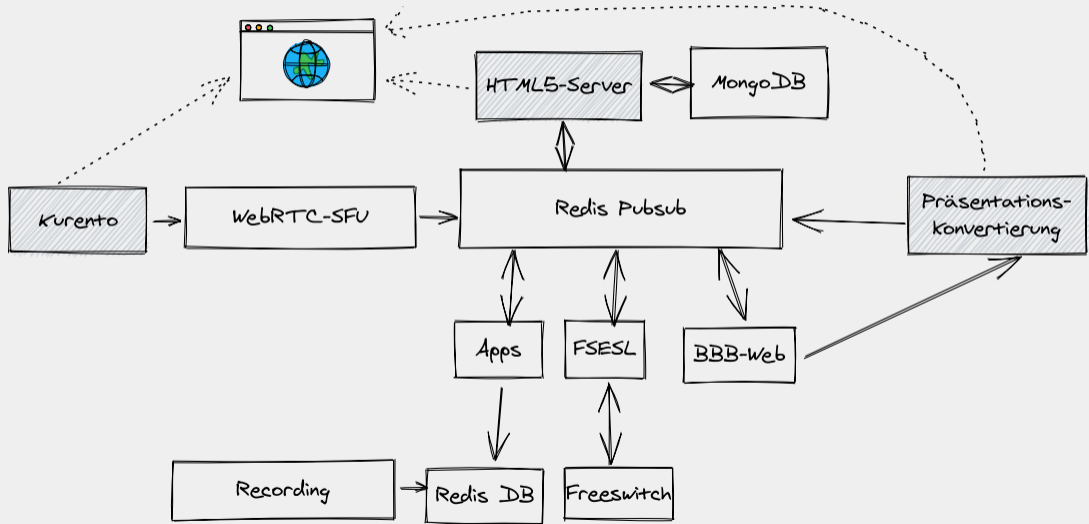 HTML5-Server
MongoDB
Kurento
WebRTC-SFU
Redis Pubsub
Präsentations-
Konvertierung
Apps
FSESL
BBB-Web
Recording
Redis DB
Freeswitch